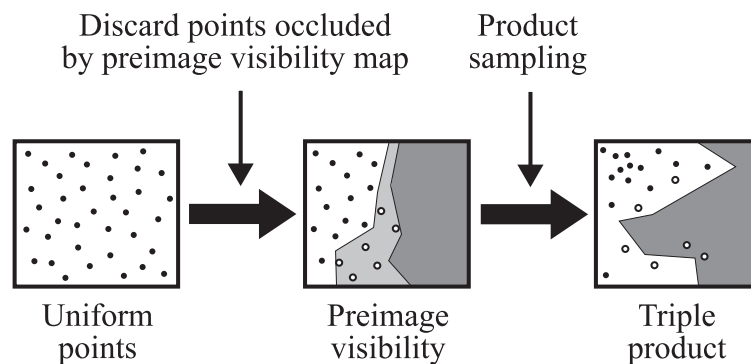 Discard points occluded
by preimage visibility map
Product
sampling
Uniform
points
Preimage
visibility
Triple
product